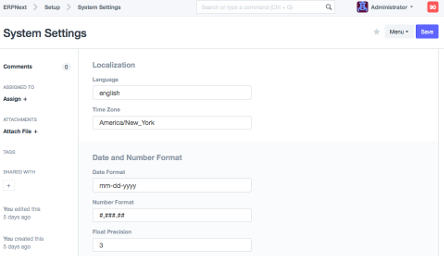 ERPNext > Setup > System Settings
Search or type a command (Ctrl + G)
Administrator
System Settings
Menu
Save
Comments 0
ASSIGNED TO
Assign +
ATTACHMENTS
Attach File +
TAGS
SHARED WITH
+
You edited this
5 days ago
You created this
5 days ago
Localization
Language
english
Time Zone
America/New_York
Date and Number Format
Date Format
mm-dd-yyyy
Number Format
#,###.##
Float Precision
3